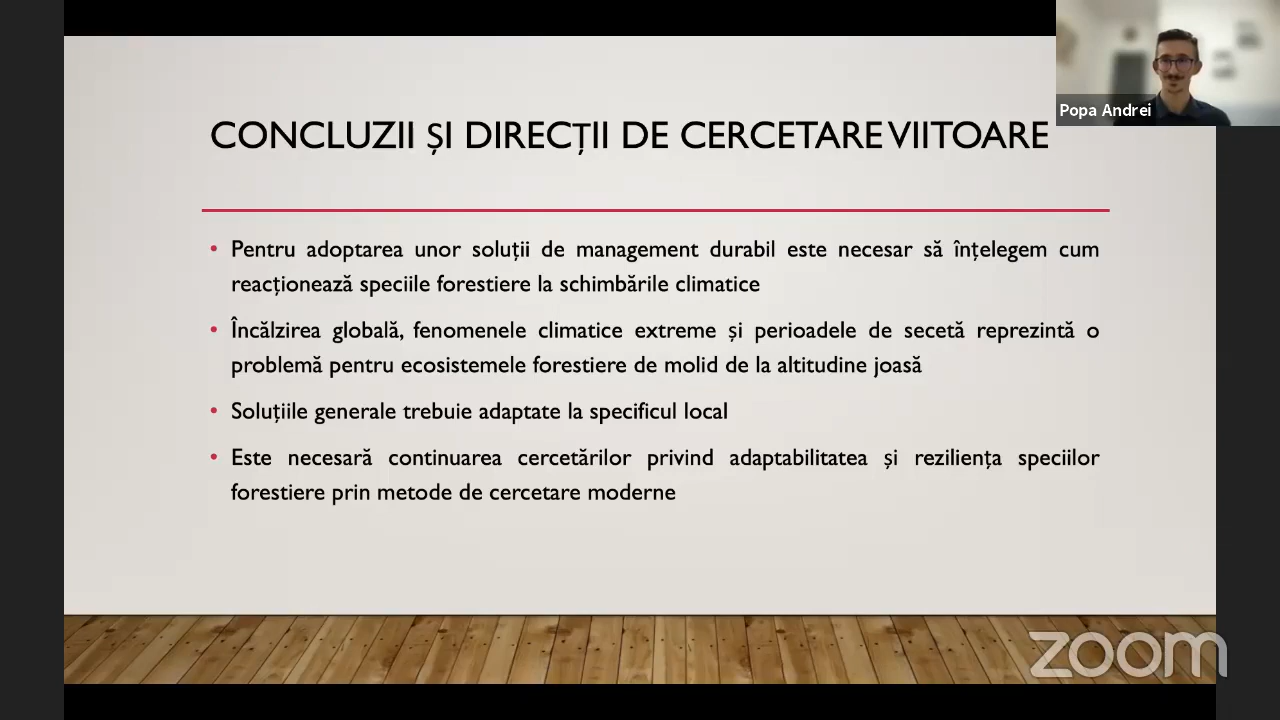 Popa Andrei
CONCLUZII ȘI DIRECȚII DE CERCETARE VIITOARE
• Pentru adoptarea unor soluții de management durabil este necesar să înțelegem cum
reacționează speciile forestiere la schimbările climatice
• Încălzirea globală, fenomenele climatice extreme și perioadele de secetă reprezintă o
problemă pentru ecosistemele forestiere de molid de la altitudine joasă
• Soluțiile generale trebuie adaptate la specificul local
• Este necesară continuarea cercetărilor privind adaptabilitatea și reziliența speciilor
forestiere prin metode de cercetare moderne
zoom